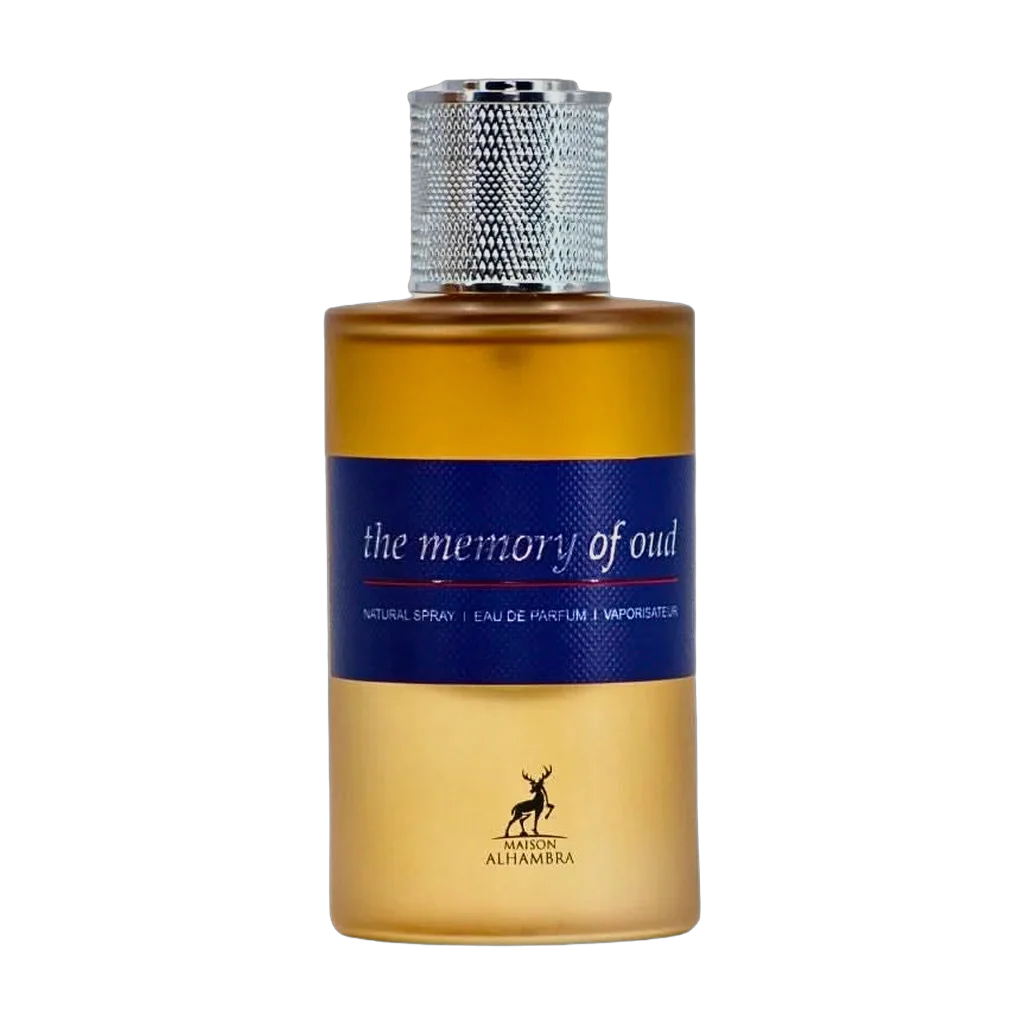 the memory of oud
NATURAL SPRAY | EAU DE PARFUM | VAPORISATEUR
MAISON
ALHAMBRA